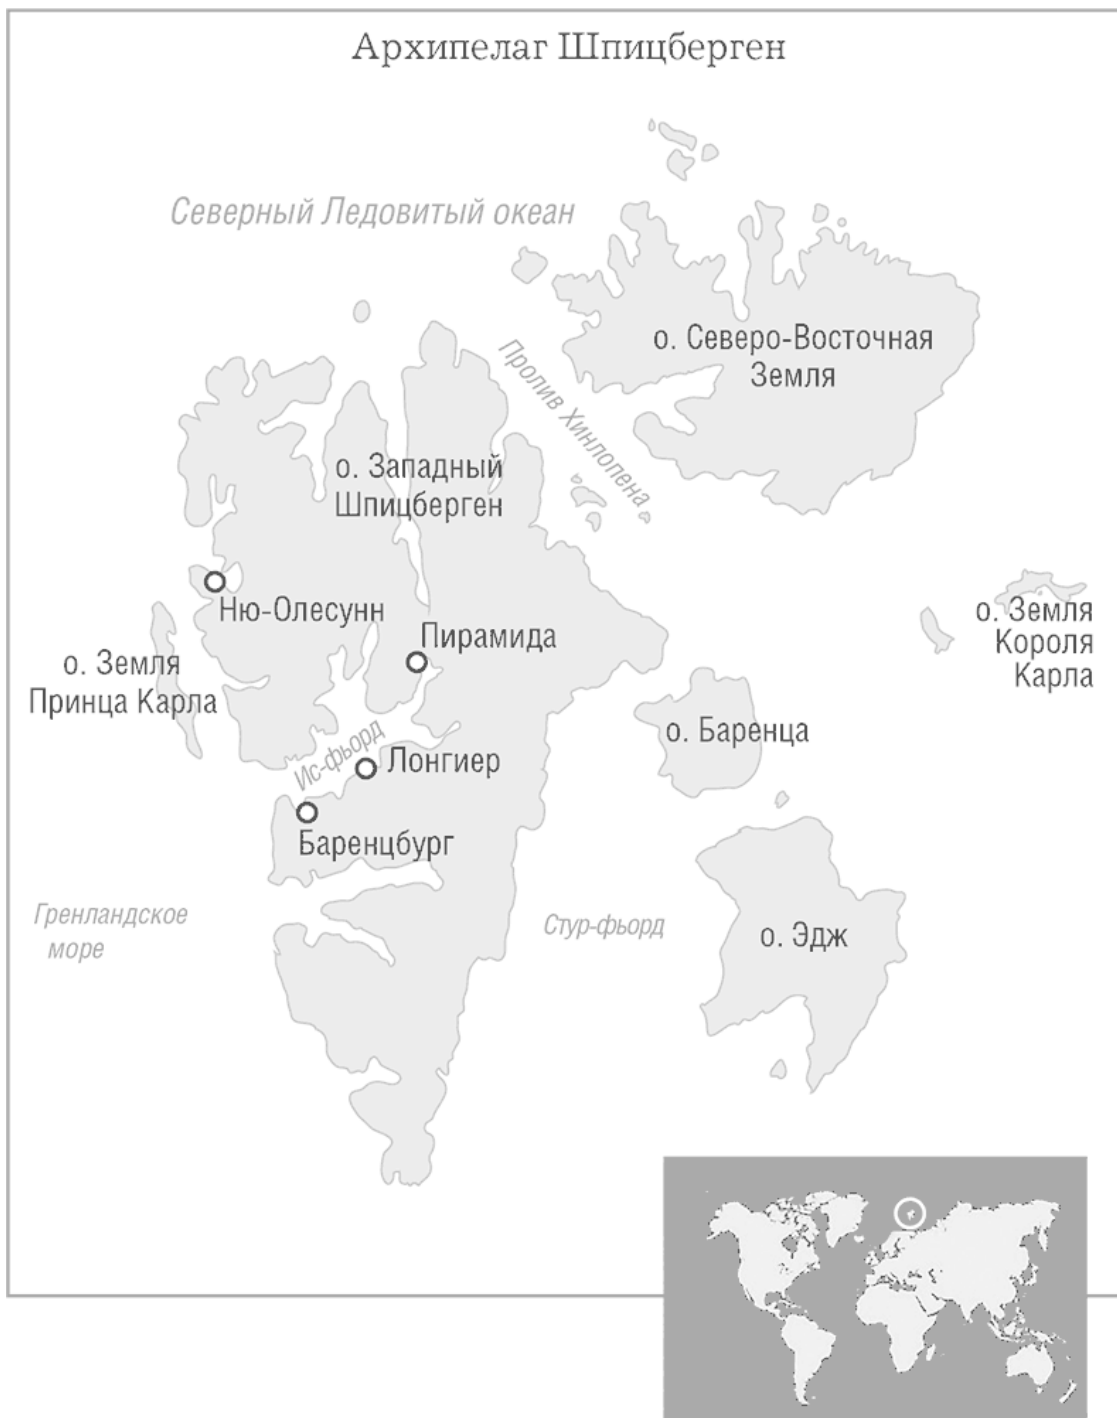 Архипелаг Шпицберген
Северный Ледовитый океан
о. Северо-Восточная
Земля
Пролив Хинлопена
о. Западный
Шпицберген
Ню-Олесунн
Пирамида
о. Земля
Короля
Карла
о. Земля
Принца Карла
о. Баренца
Ис-фьорд
Лонгиер
Баренцбург
Гренландское
море
Стур-фьорд
о. Эдж